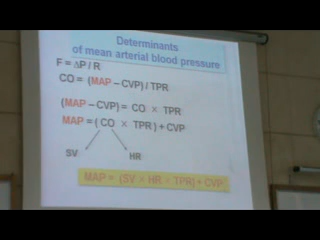 Determinants
of mean arterial blood pressure
F = ΔP / R
CO = (MAP – CVP) / TPR
(MAP – CVP) = CO × TPR
MAP = ( CO × TPR ) + CVP
SV HR
MAP = (SV × HR × TPR) + CVP